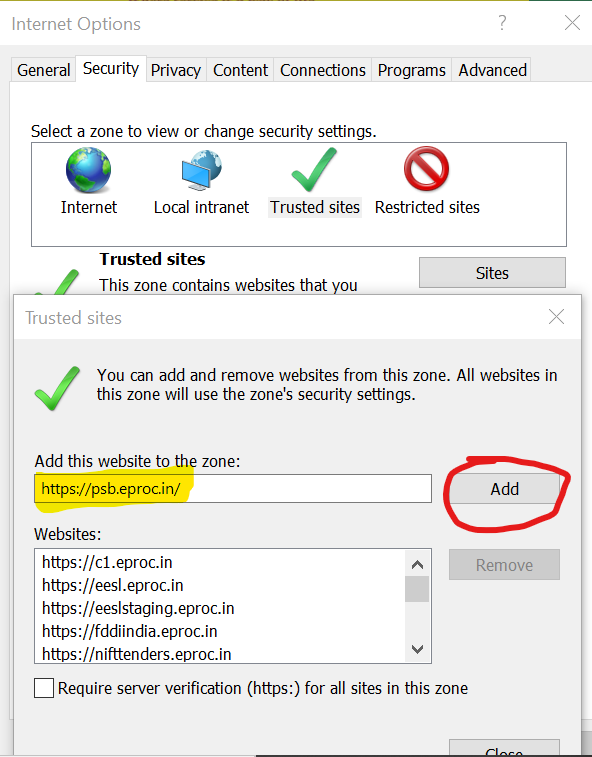 Internet Options
?
General Security Privacy Content Connections Programs Advanced
Select a zone to view or change security settings.
Internet Local intranet Trusted sites Restricted sites
Trusted sites
This zone contains websites that you
Sites
Trusted sites
You can add and remove websites from this zone. All websites in
this zone will use the zone's security settings.
Add this website to the zone:
https://psb.eproc.in/
Add
Websites:
https://c1.eproc.in
https://eesl.eproc.in
https://eeslstaging.eproc.in
https://fddiindia.eproc.in
https://nifttenders.eproc.in
Remove
Require server verification (https:) for all sites in this zone
Close